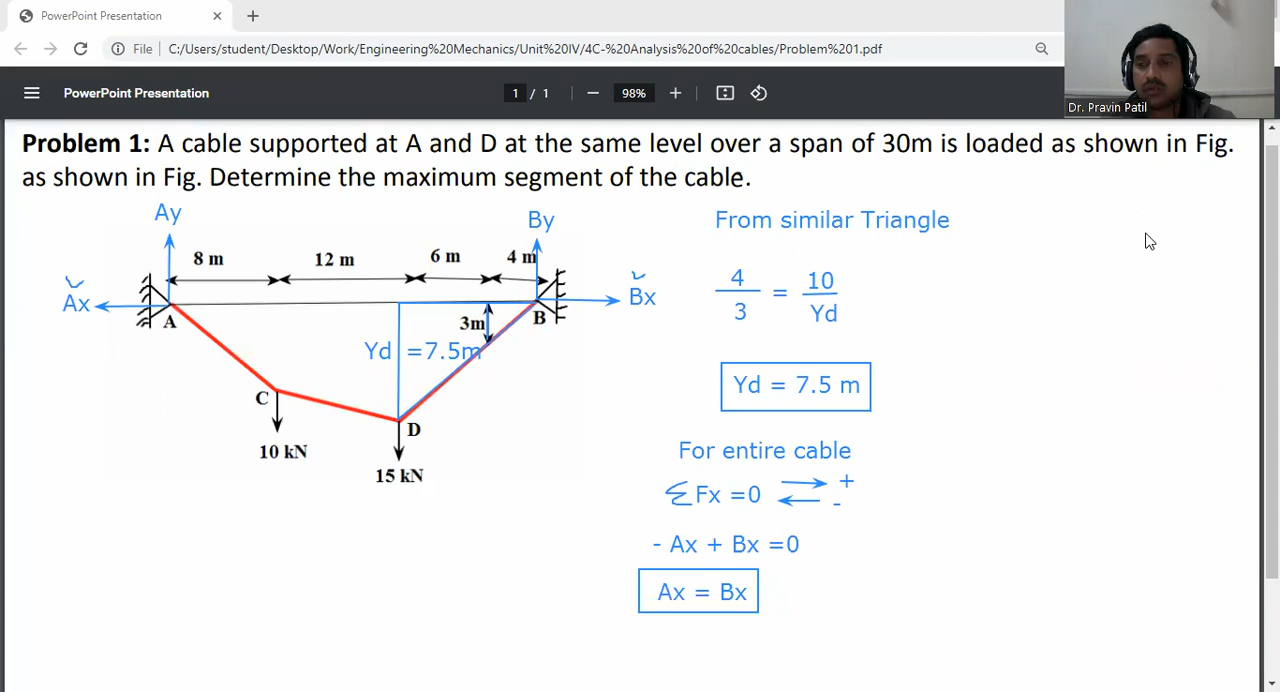 PowerPoint Presentation
File C:/Users/student/Desktop/Work/Engineering%20Mechanics/Unit%20IV/4C-%20Analysis%20of%20cables/Problem%201.pdf
PowerPoint Presentation 1 / 1 98%
Dr. Pravin Patil
Problem 1: A cable supported at A and D at the same level over a span of 30m is loaded as shown in Fig.
as shown in Fig. Determine the maximum segment of the cable.
Ay By
8 m 12 m 6 m 4 m
Ax Bx
A 3m B
Yd =7.5m
C
D
10 kN
15 kN
From similar Triangle
4 / 3 = 10 / Yd
Yd = 7.5 m
For entire cable
ΣFx =0 → +
← -
- Ax + Bx =0
Ax = Bx